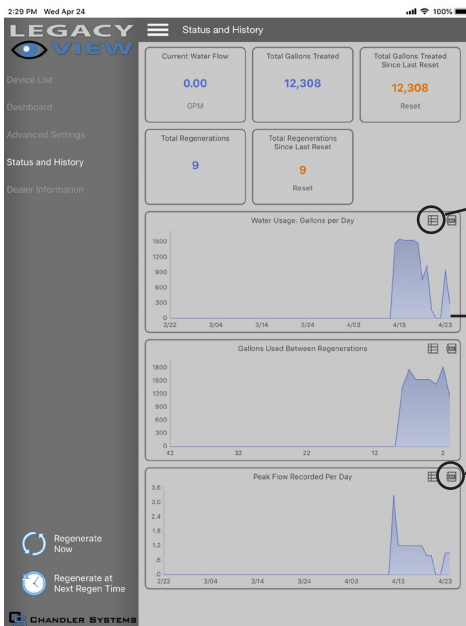 2:29 PM Wed Apr 24
100%
LEGACY
VIEW
Device List
Dashboard
Advanced Settings
Status and History
Dealer Information
Regenerate
Now
Regenerate at
Next Regen Time
CHANDLER SYSTEMS
Status and History
Current Water Flow
0.00
GPM
Total Gallons Treated
12,308
Total Gallons Treated
Since Last Reset
12,308
Reset
Total Regenerations
9
Total Regenerations
Since Last Reset
9
Reset
Water Usage: Gallons per Day
1500
1200
900
600
300
0
2/22 3/04 3/14 3/24 4/03 4/13 4/23
Gallons Used Between Regenerations
1800
1500
1200
900
600
300
0
42 32 22 12 2
Peak Flow Recorded Per Day
3.6
3.0
2.4
1.8
1.2
.6
.0
2/22 3/04 3/14 3/24 4/03 4/13 4/23